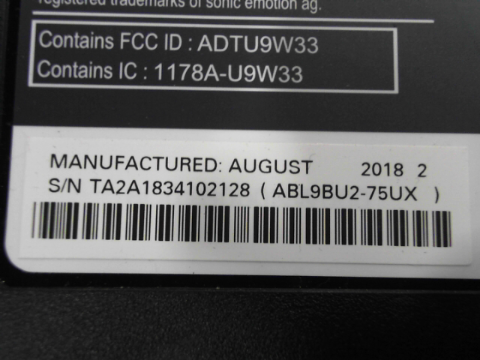 registered trademarks of sonic emotion ag.
Contains FCC ID : ADTU9W33
Contains IC : 1178A-U9W33
MANUFACTURED: AUGUST 2018 2
S/N TA2A1834102128 ( ABL9BU2-75UX )